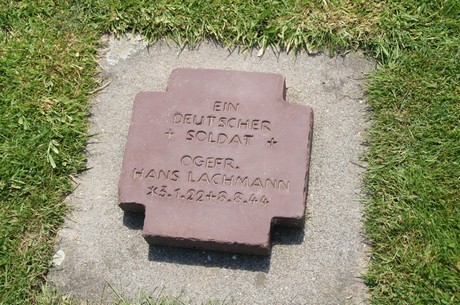 EIN
DEUTSCHER
+ SOLDAT +
OGEFR.
HANS LACHMANN
*3.1.22+8.8.44